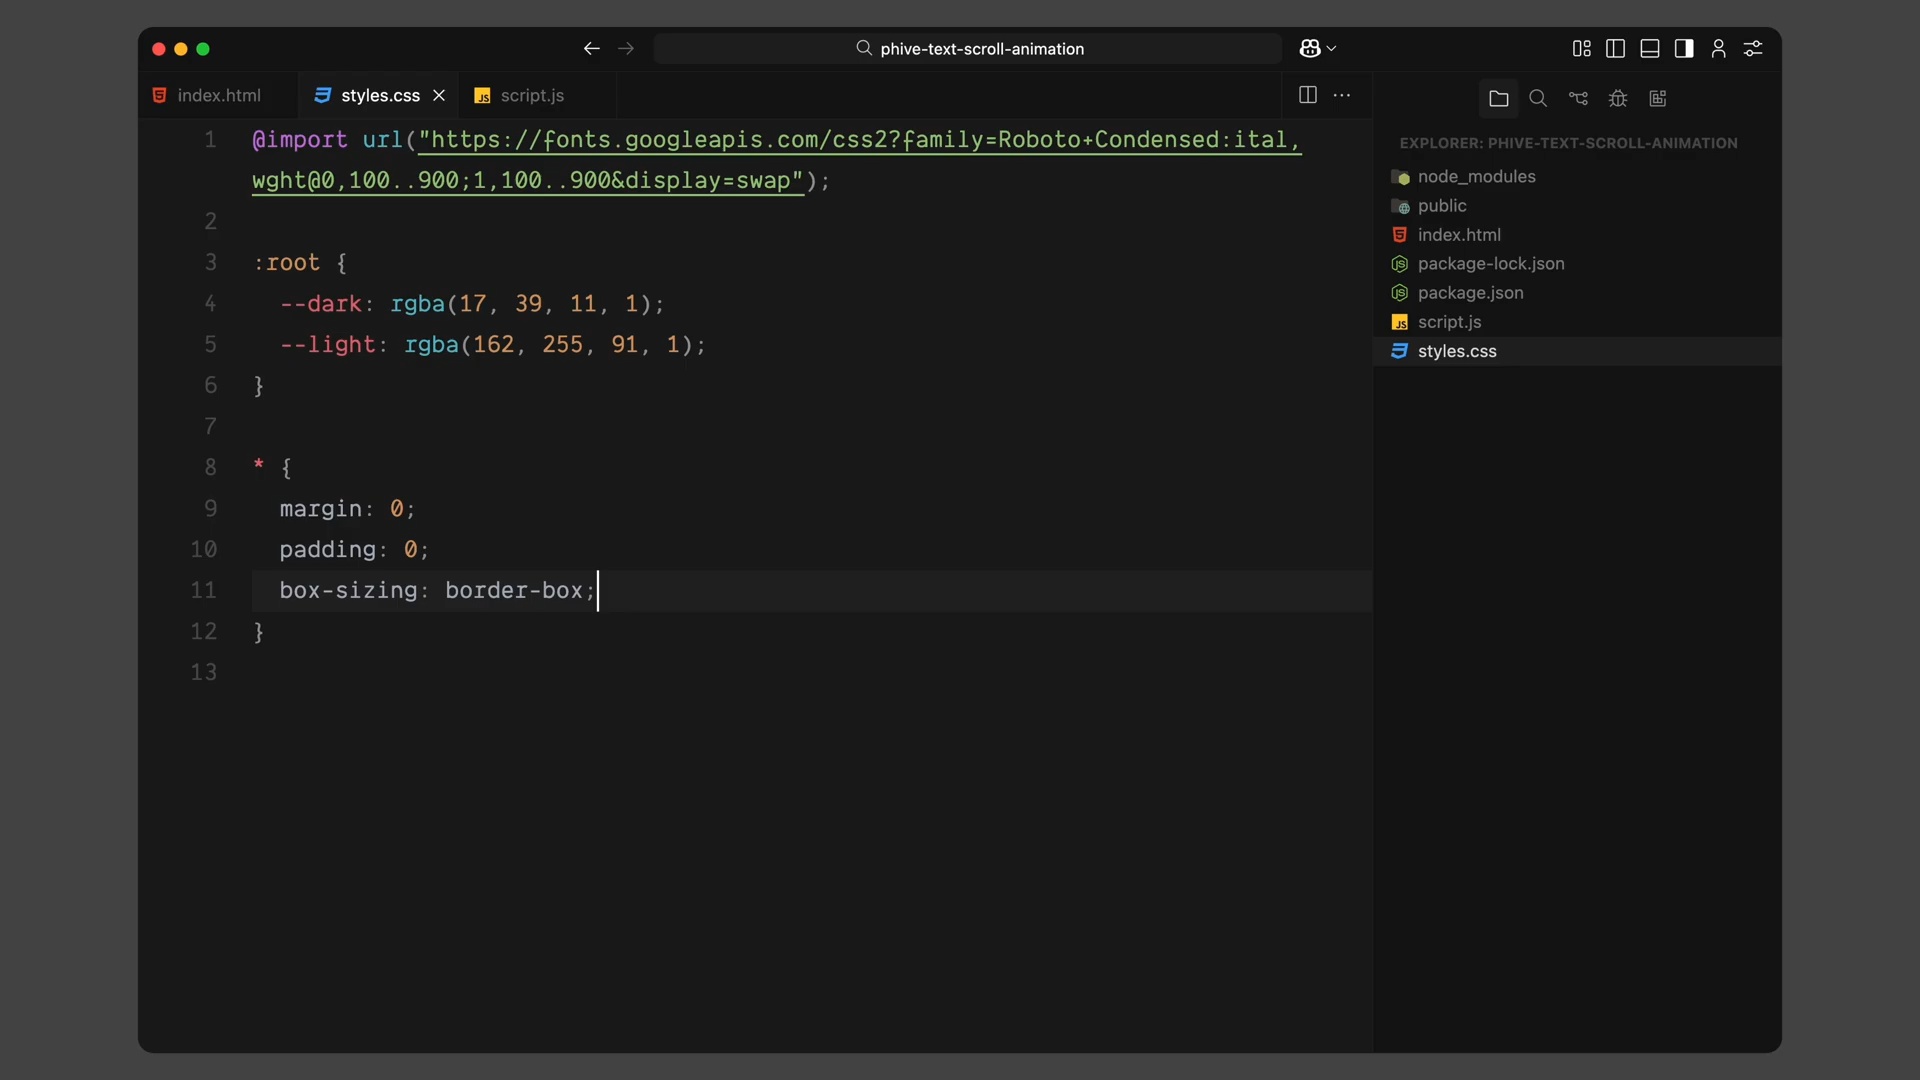 phive-text-scroll-animation
index.html
styles.css
script.js
1 @import url("https://fonts.googleapis.com/css2?family=Roboto+Condensed:ital,
wght@0,100..900;1,100..900&display=swap");
2
3 :root {
4 --dark: rgba(17, 39, 11, 1);
5 --light: rgba(162, 255, 91, 1);
6 }
7
8 * {
9 margin: 0;
10 padding: 0;
11 box-sizing: border-box;
12 }
13
EXPLORER: PHIVE-TEXT-SCROLL-ANIMATION
node_modules
public
index.html
package-lock.json
package.json
JS script.js
styles.css